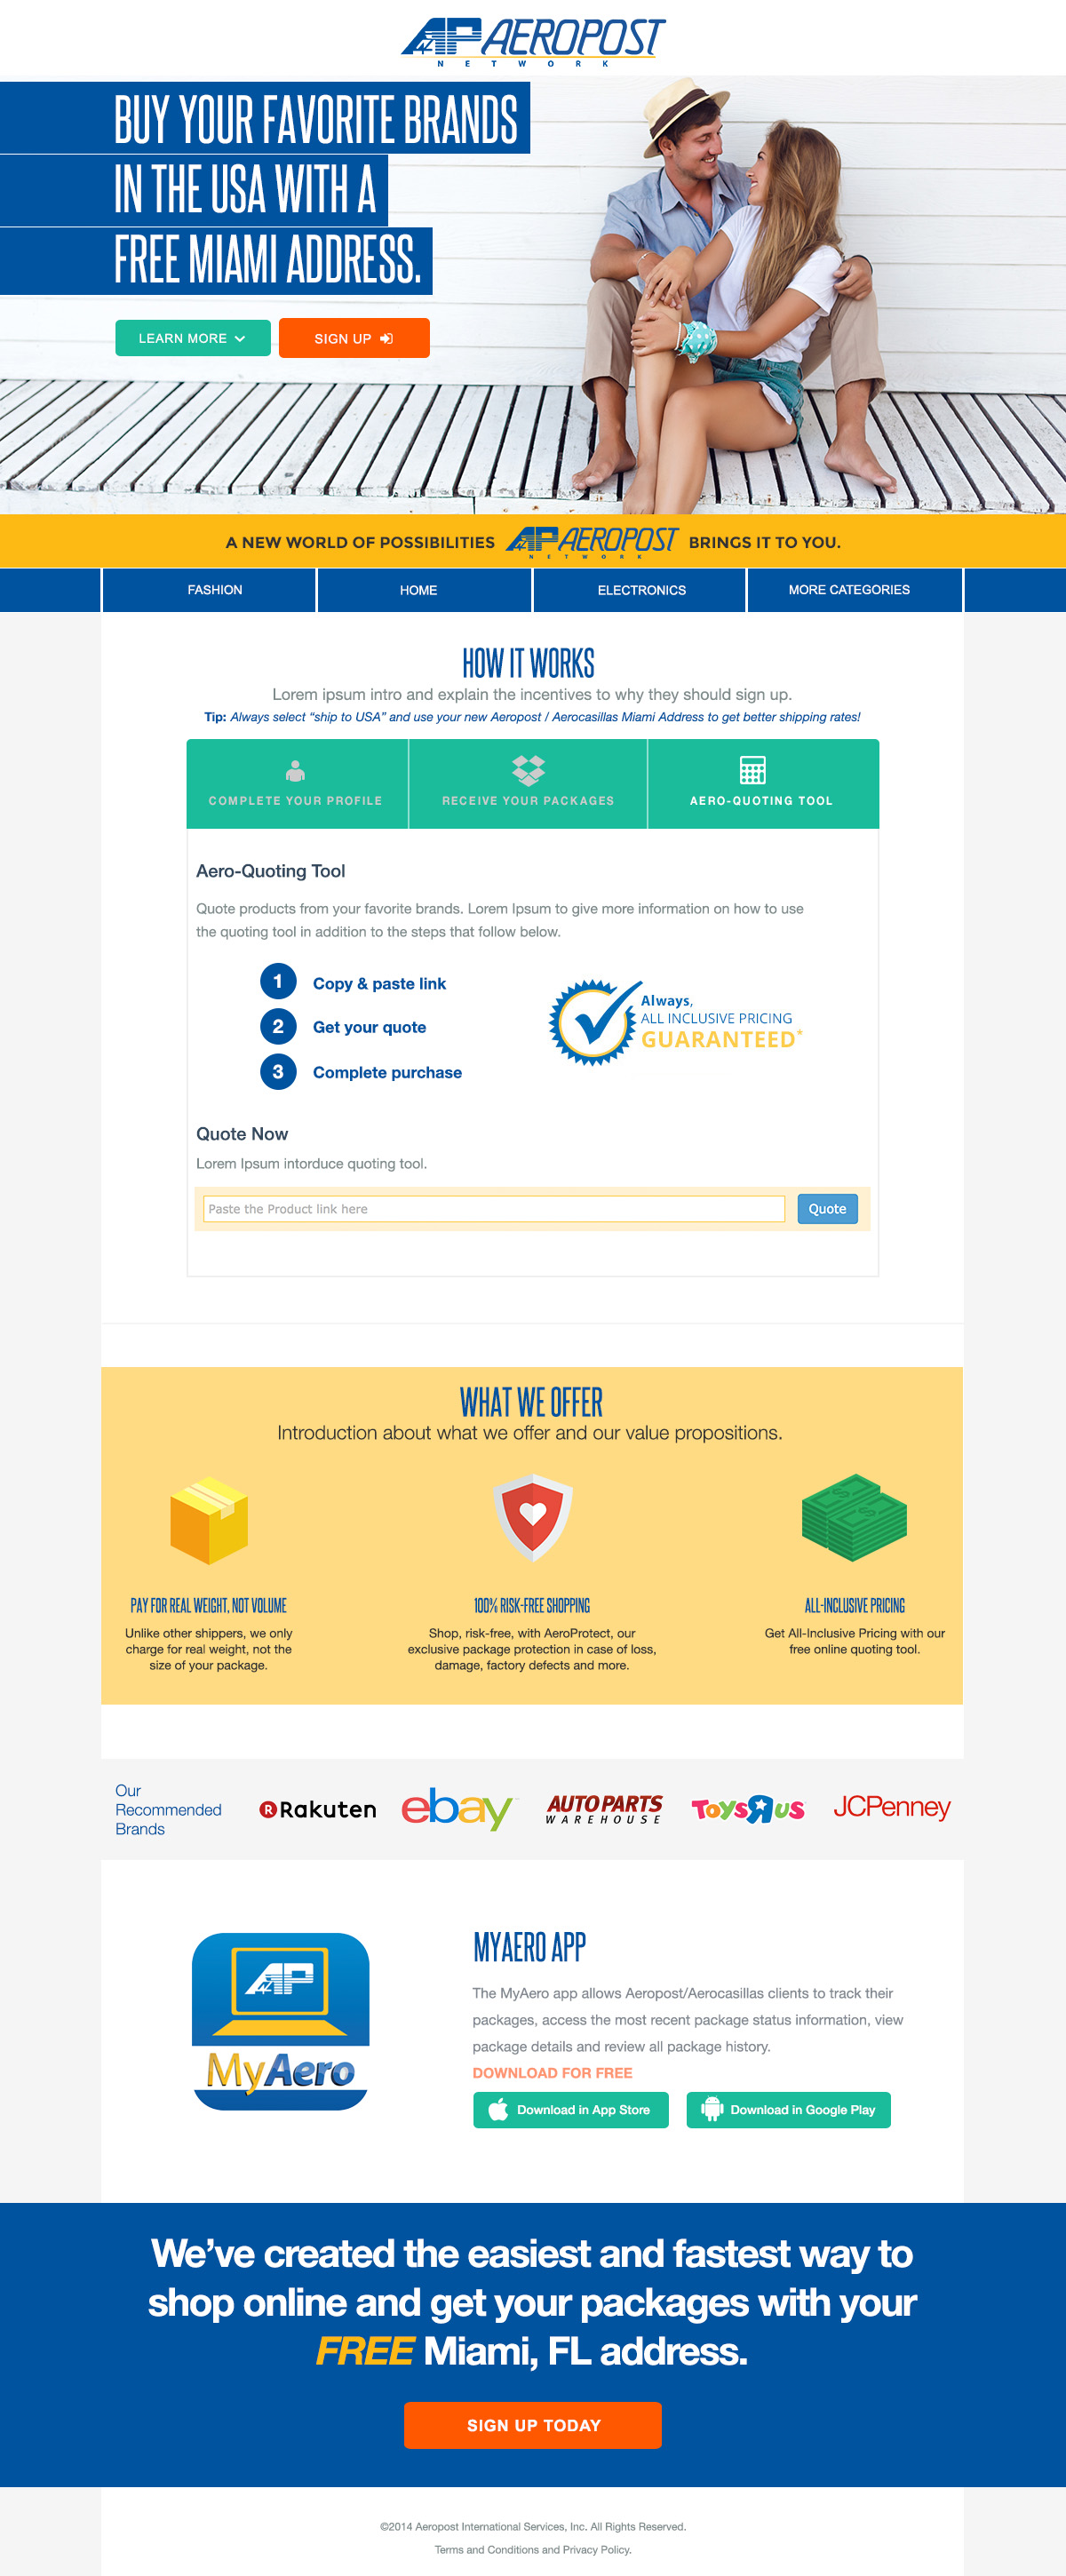 AP AEROPOST
NETWORK
BUY YOUR FAVORITE BRANDS
IN THE USA WITH A
FREE MIAMI ADDRESS.
LEARN MORE
SIGN UP
A NEW WORLD OF POSSIBILITIES AP AEROPOST NETWORK BRINGS IT TO YOU.
FASHION
HOME
ELECTRONICS
MORE CATEGORIES
HOW IT WORKS
Lorem ipsum intro and explain the incentives to why they should sign up.
Tip: Always select “ship to USA” and use your new Aeropost / Aerocasillas Miami Address to get better shipping rates!
COMPLETE YOUR PROFILE
RECEIVE YOUR PACKAGES
AERO-QUOTING TOOL
Aero-Quoting Tool
Quote products from your favorite brands. Lorem Ipsum to give more information on how to use
the quoting tool in addition to the steps that follow below.
1 Copy & paste link
2 Get your quote
3 Complete purchase
Always,
ALL INCLUSIVE PRICING
GUARANTEED*
Quote Now
Lorem Ipsum intorduce quoting tool.
Paste the Product link here
Quote
WHAT WE OFFER
Introduction about what we offer and our value propositions.
PAY FOR REAL WEIGHT, NOT VOLUME
Unlike other shippers, we only
charge for real weight, not the
size of your package.
100% RISK-FREE SHOPPING
Shop, risk-free, with AeroProtect, our
exclusive package protection in case of loss,
damage, factory defects and more.
ALL-INCLUSIVE PRICING
Get All-Inclusive Pricing with our
free online quoting tool.
Our
Recommended
Brands
R Rakuten
ebay
AUTO PARTS
WAREHOUSE
ToysRus
JCPenney
AP
MyAero
MYAERO APP
The MyAero app allows Aeropost/Aerocasillas clients to track their
packages, access the most recent package status information, view
package details and review all package history.
DOWNLOAD FOR FREE
Download in App Store
Download in Google Play
We’ve created the easiest and fastest way to
shop online and get your packages with your
FREE Miami, FL address.
SIGN UP TODAY
©2014 Aeropost International Services, Inc. All Rights Reserved.
Terms and Conditions and Privacy Policy.